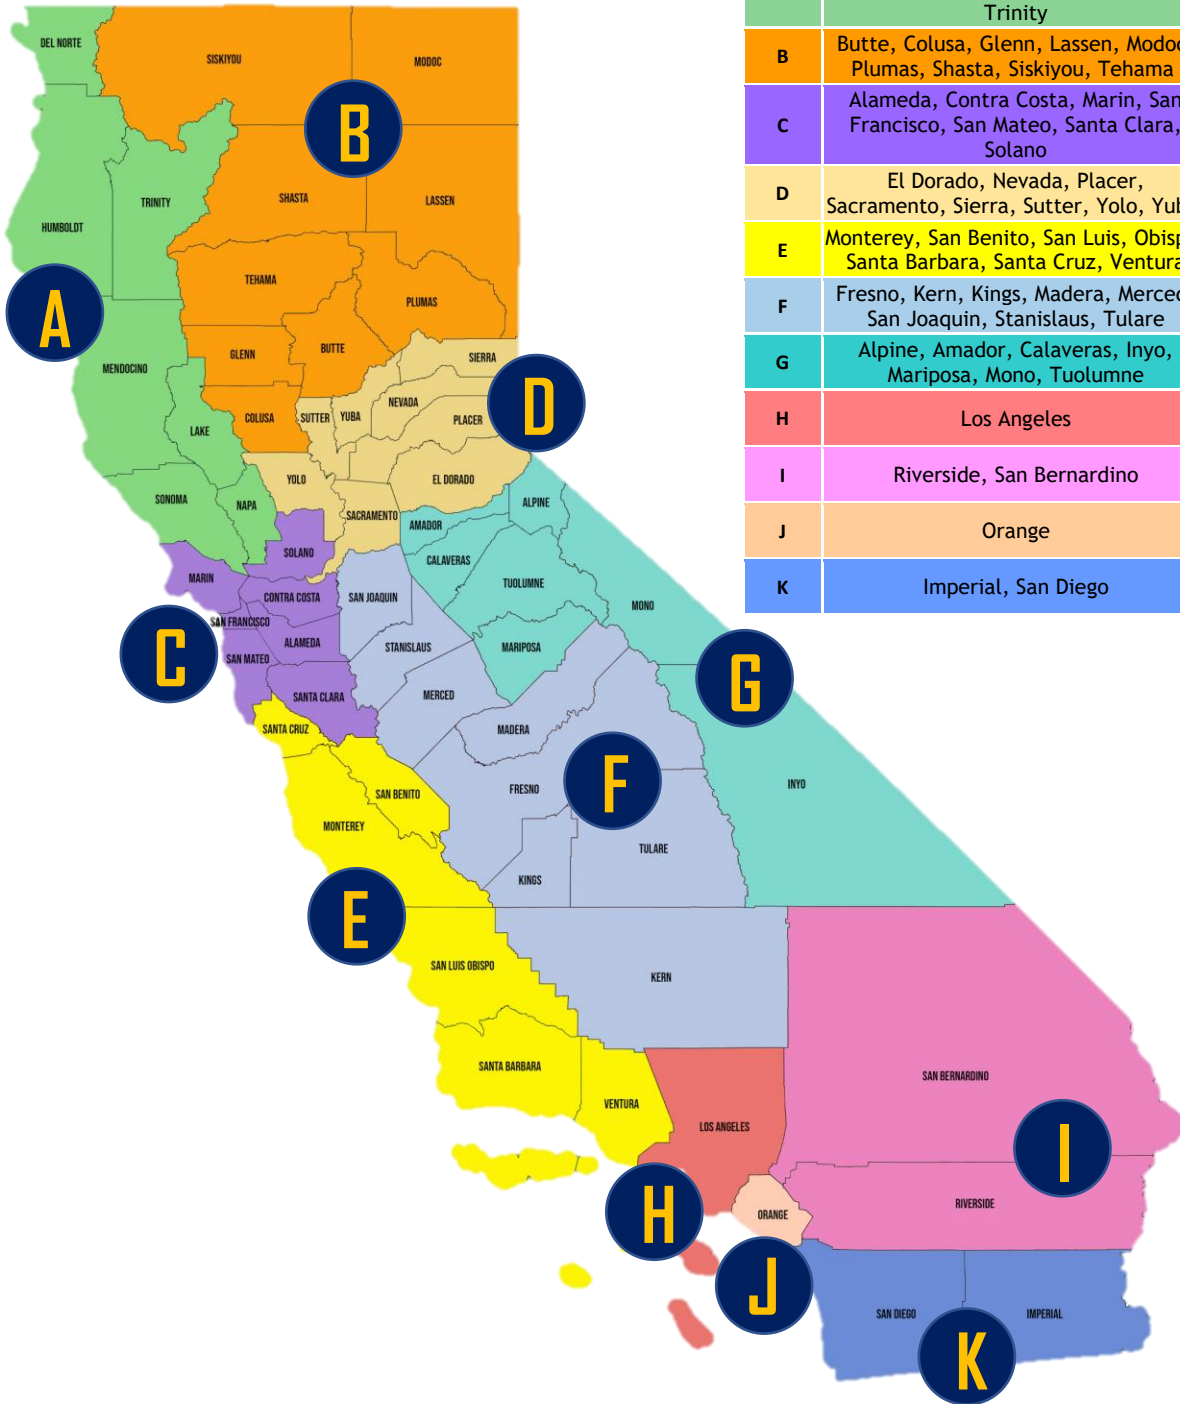 Trinity
B
Butte, Colusa, Glenn, Lassen, Modoc
Plumas, Shasta, Siskiyou, Tehama
C
Alameda, Contra Costa, Marin, San
Francisco, San Mateo, Santa Clara,
Solano
D
El Dorado, Nevada, Placer,
Sacramento, Sierra, Sutter, Yolo, Yub
E
Monterey, San Benito, San Luis, Obisp
Santa Barbara, Santa Cruz, Ventura
F
Fresno, Kern, Kings, Madera, Merced
San Joaquin, Stanislaus, Tulare
G
Alpine, Amador, Calaveras, Inyo,
Mariposa, Mono, Tuolumne
H
Los Angeles
I
Riverside, San Bernardino
J
Orange
K
Imperial, San Diego
DEL NORTE
SISKIYOU
MODOC
B
TRINITY
SHASTA
LASSEN
HUMBOLDT
TEHAMA
A
PLUMAS
GLENN
BUTTE
SIERRA
MENDOCINO
NEVADA
D
COLUSA
SUTTER
YUBA
PLACER
LAKE
YOLO
EL DORADO
SONOMA
NAPA
SACRAMENTO
ALPINE
AMADOR
SOLANO
CALAVERAS
MARIN
TUOLUMNE
CONTRA COSTA
SAN JOAQUIN
MONO
SAN FRANCISCO
ALAMEDA
STANISLAUS
MARIPOSA
C
SAN MATEO
G
SANTA CLARA
MERCED
SANTA CRUZ
MADERA
F
INYO
FRESNO
SAN BENITO
MONTEREY
TULARE
KINGS
E
SAN LUIS OBISPO
KERN
SANTA BARBARA
SAN BERNARDINO
VENTURA
LOS ANGELES
I
RIVERSIDE
H
ORANGE
J
SAN DIEGO
IMPERIAL
K